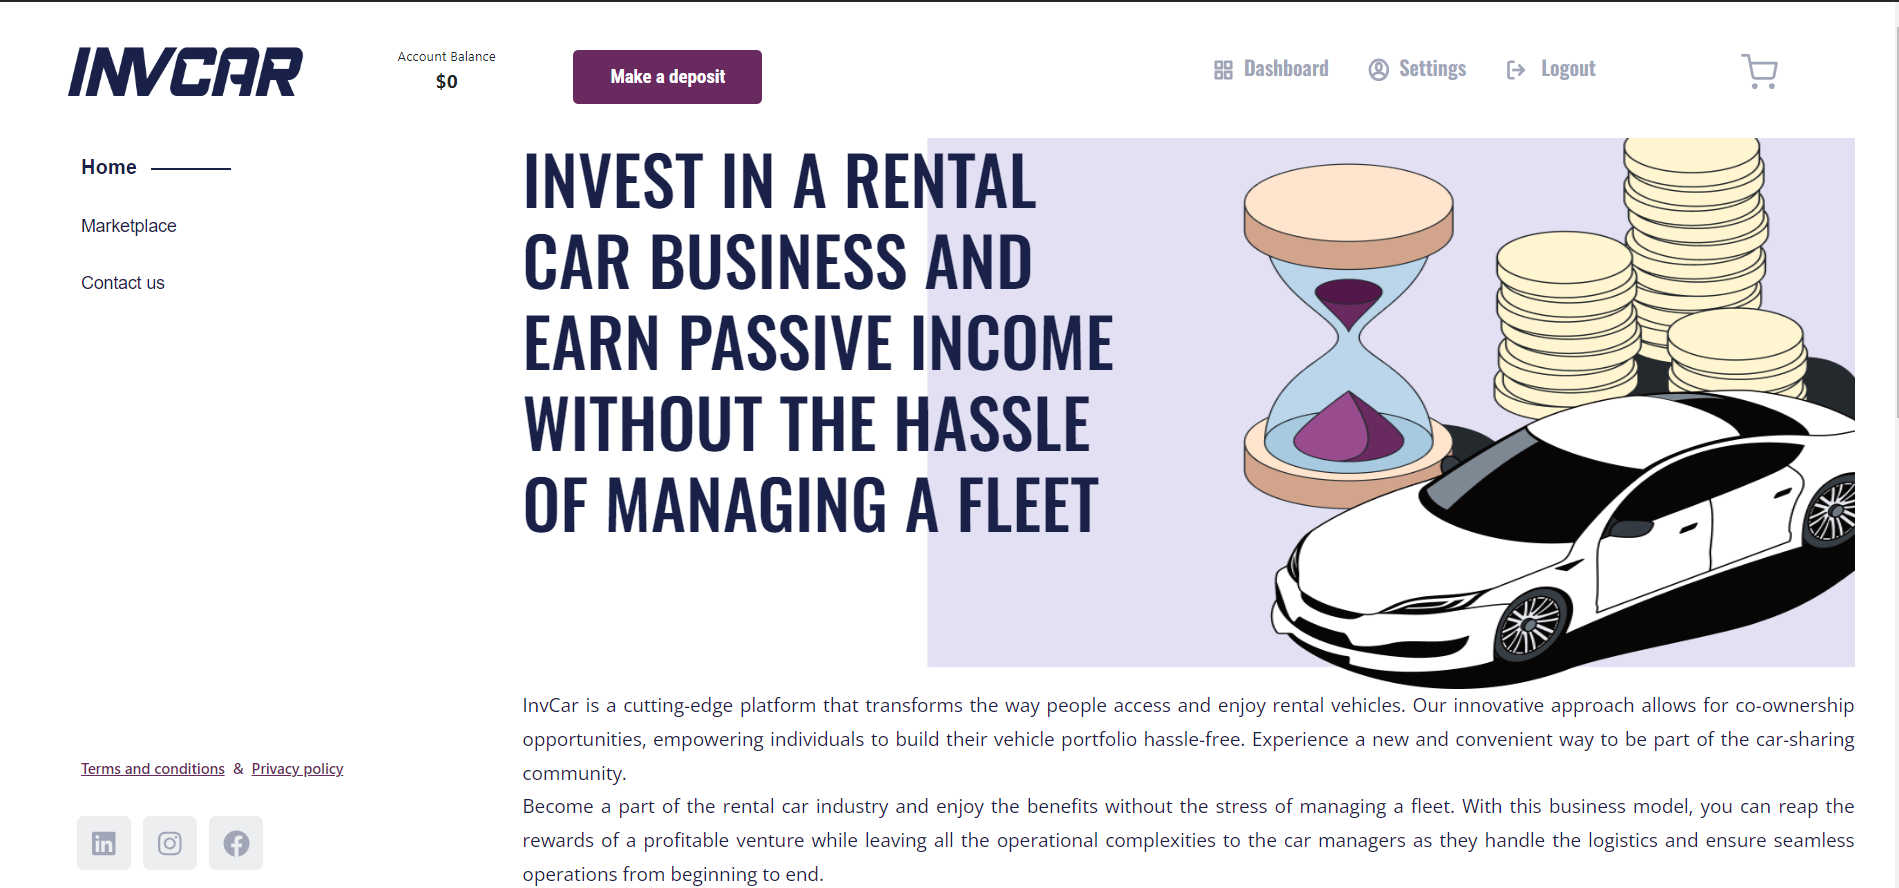 INVCAR
Account Balance
$0
Make a deposit
Dashboard
Settings
Logout
Home
Marketplace
Contact us
INVEST IN A RENTAL
CAR BUSINESS AND
EARN PASSIVE INCOME
WITHOUT THE HASSLE
OF MANAGING A FLEET
InvCar is a cutting-edge platform that transforms the way people access and enjoy rental vehicles. Our innovative approach allows for co-ownership
opportunities, empowering individuals to build their vehicle portfolio hassle-free. Experience a new and convenient way to be part of the car-sharing
community.
Become a part of the rental car industry and enjoy the benefits without the stress of managing a fleet. With this business model, you can reap the
rewards of a profitable venture while leaving all the operational complexities to the car managers as they handle the logistics and ensure seamless
operations from beginning to end.
Terms and conditions & Privacy policy